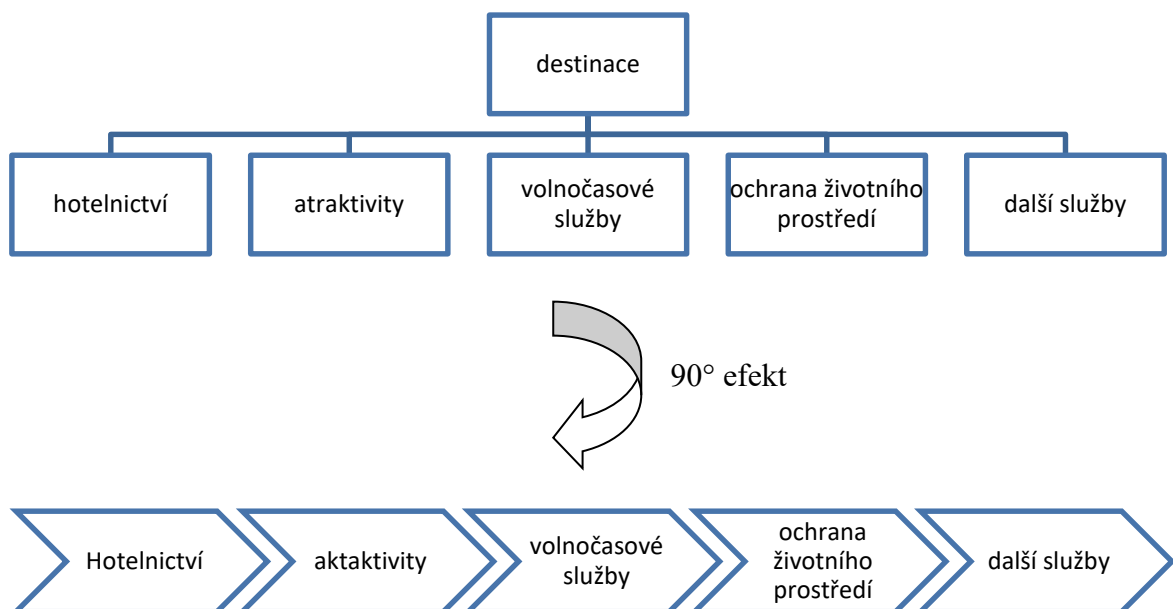 destinace
hotelnictví
atraktivity
volnočasové
služby
ochrana životního
prostředí
další služby
90° efekt
Hotelnictví
aktaktivity
volnočasové
služby
ochrana
životního
prostředí
další služby